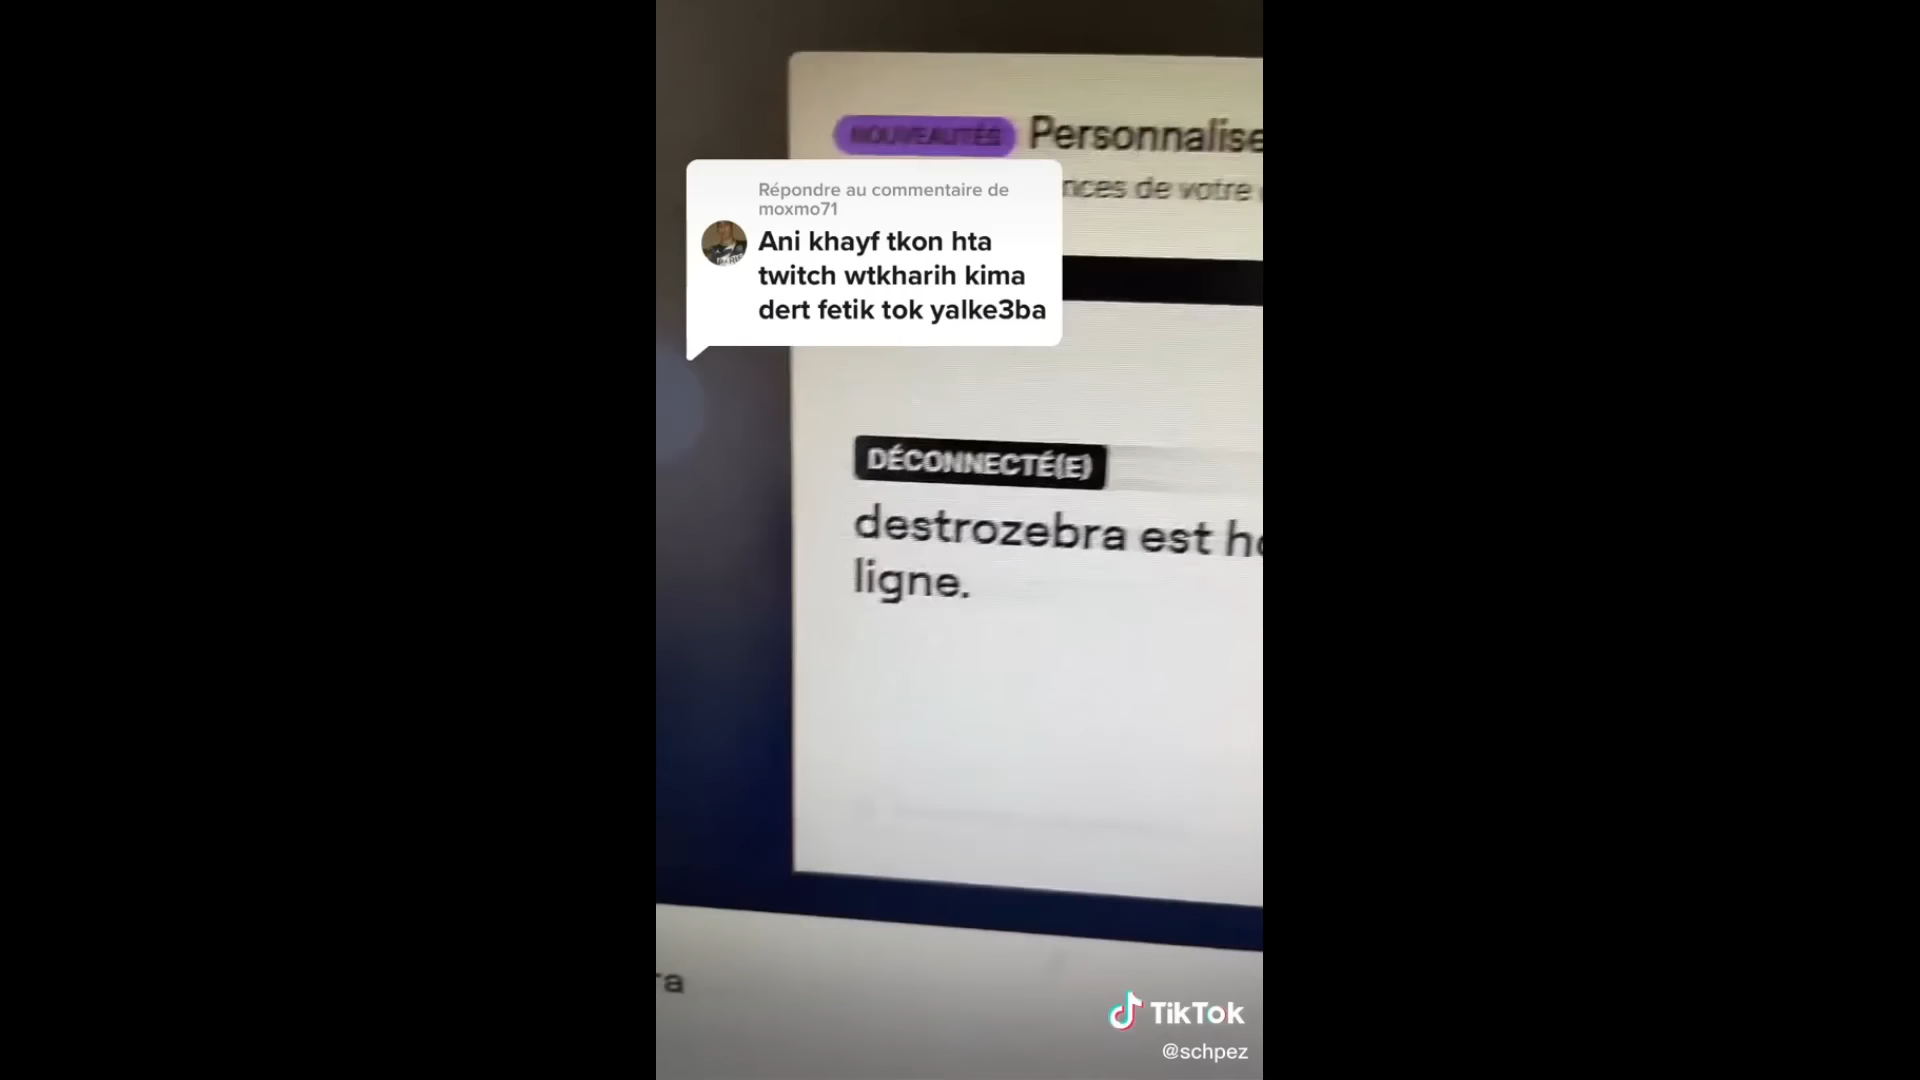 NOUVEAUTÉS Personnalise
nces de votre
Répondre au commentaire de
moxmo71
Ani khayf tkon hta
twitch wtkharih kima
dert fetik tok yalke3ba
DÉCONNECTÉ(E)
destrozebra est ho
ligne.
ra
TikTok
@schpez